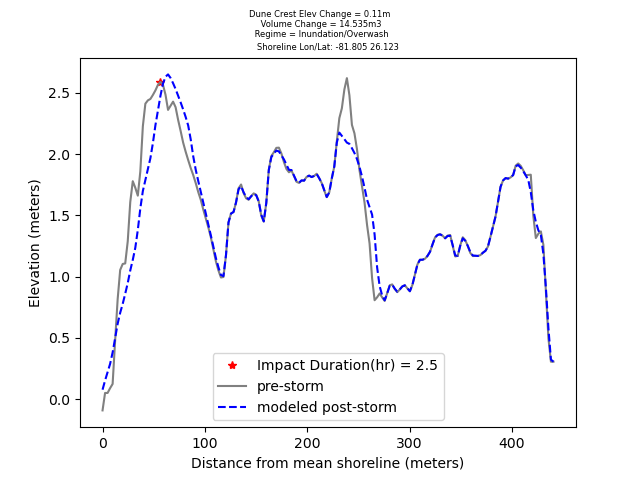 Dune Crest Elev Change = 0.11m
Volume Change = 14.535m3
Regime = Inundation/Overwash
Shoreline Lon/Lat: -81.805 26.123
Elevation (meters)
2.5
2.0
1.5
1.0
0.5
0.0
Impact Duration(hr) = 2.5
pre-storm
modeled post-storm
0 100 200 300 400
Distance from mean shoreline (meters)